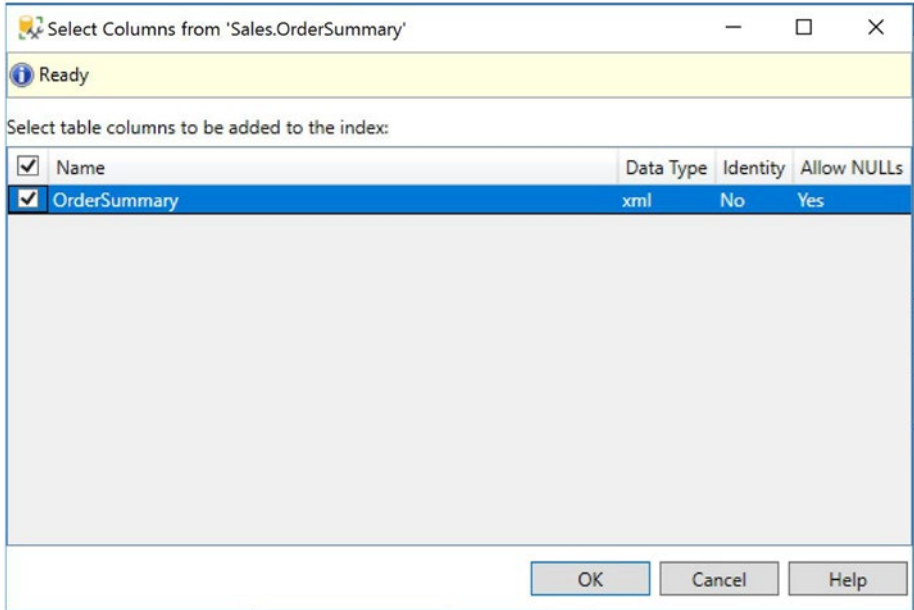 Select Columns from 'Sales.OrderSummary'
Ready
Select table columns to be added to the index:
Name Data Type Identity Allow NULLs
OrderSummary xml No Yes
OK Cancel Help